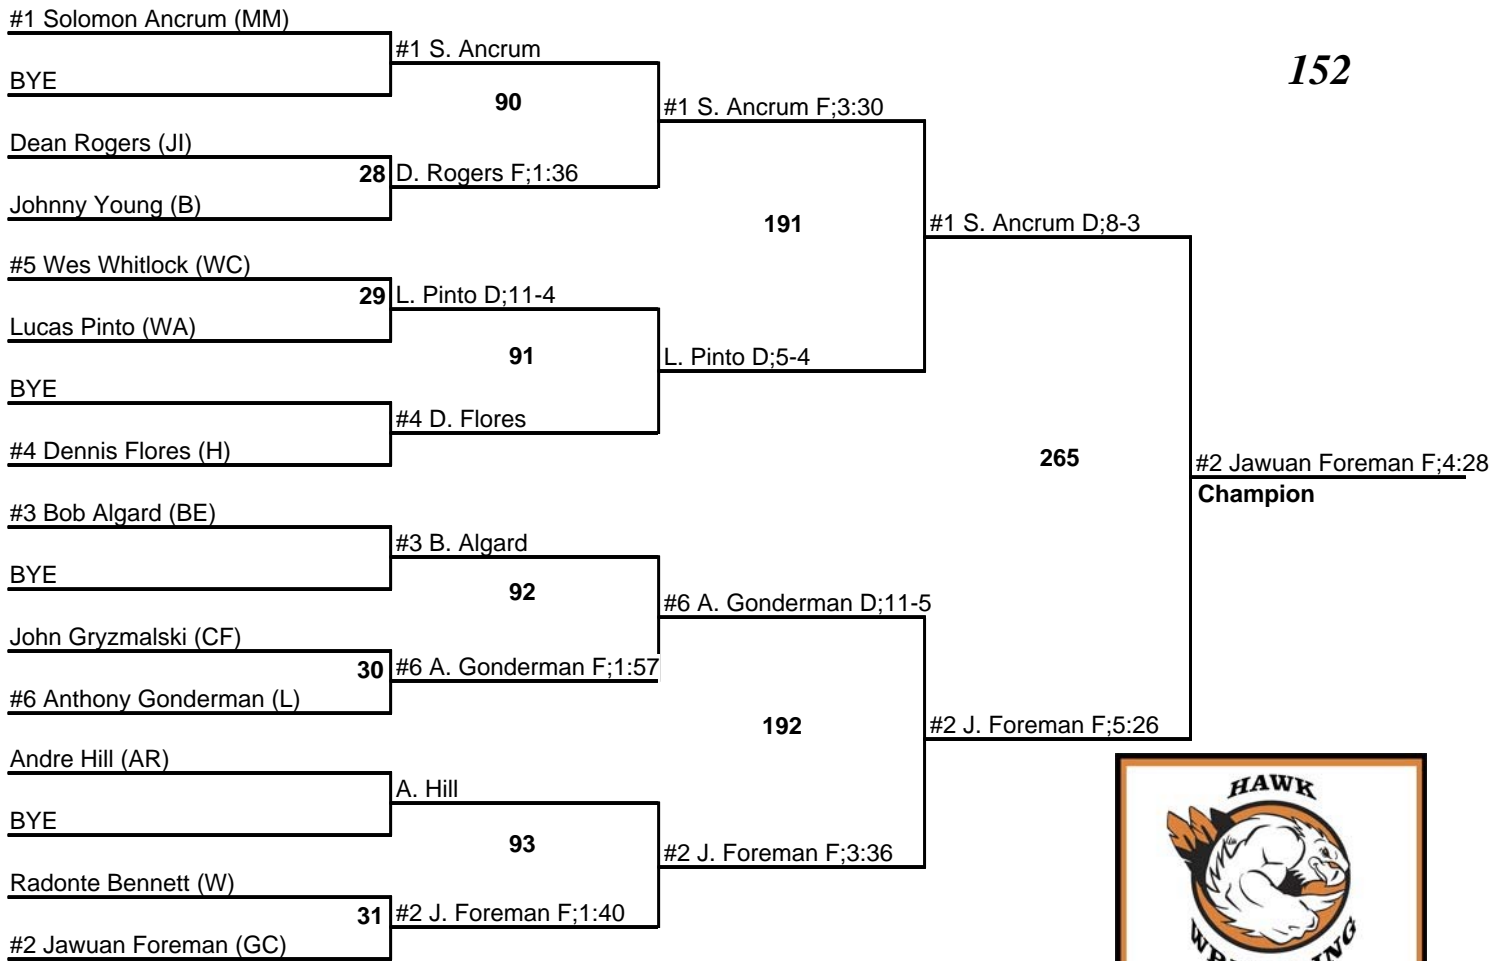 #1 Solomon Ancrum (MM)
#1 S. Ancrum
152
BYE
90
#1 S. Ancrum F;3:30
Dean Rogers (JI)
28 D. Rogers F;1:36
Johnny Young (B)
191
#1 S. Ancrum D;8-3
#5 Wes Whitlock (WC)
29 L. Pinto D;11-4
Lucas Pinto (WA)
91
L. Pinto D;5-4
BYE
#4 D. Flores
#4 Dennis Flores (H)
265
#2 Jawuan Foreman F;4:28
Champion
#3 Bob Algard (BE)
#3 B. Algard
BYE
92
#6 A. Gonderman D;11-5
John Gryzmalski (CF)
30 #6 A. Gonderman F;1:57
#6 Anthony Gonderman (L)
192
#2 J. Foreman F;5:26
Andre Hill (AR)
A. Hill
BYE
93
#2 J. Foreman F;3:36
Radonte Bennett (W)
31 #2 J. Foreman F;1:40
#2 Jawuan Foreman (GC)
HAWK
WRESTLING